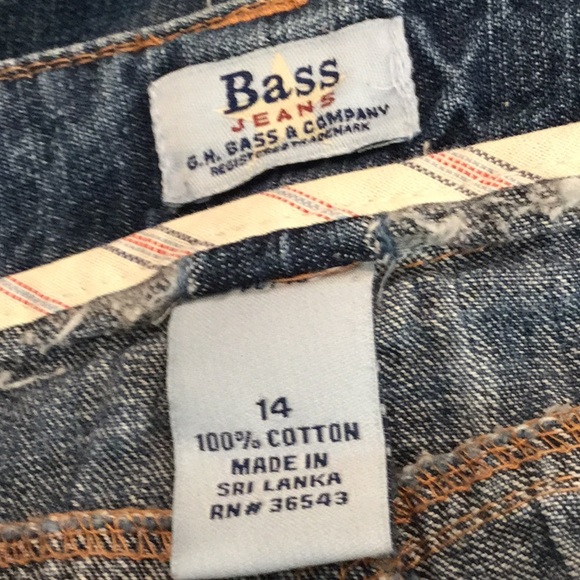 Bass
JEANS
G.H. BASS & COMPANY
REGISTERED TRADEMARK
14
100% COTTON
MADE IN
SRI LANKA
RN# 36543